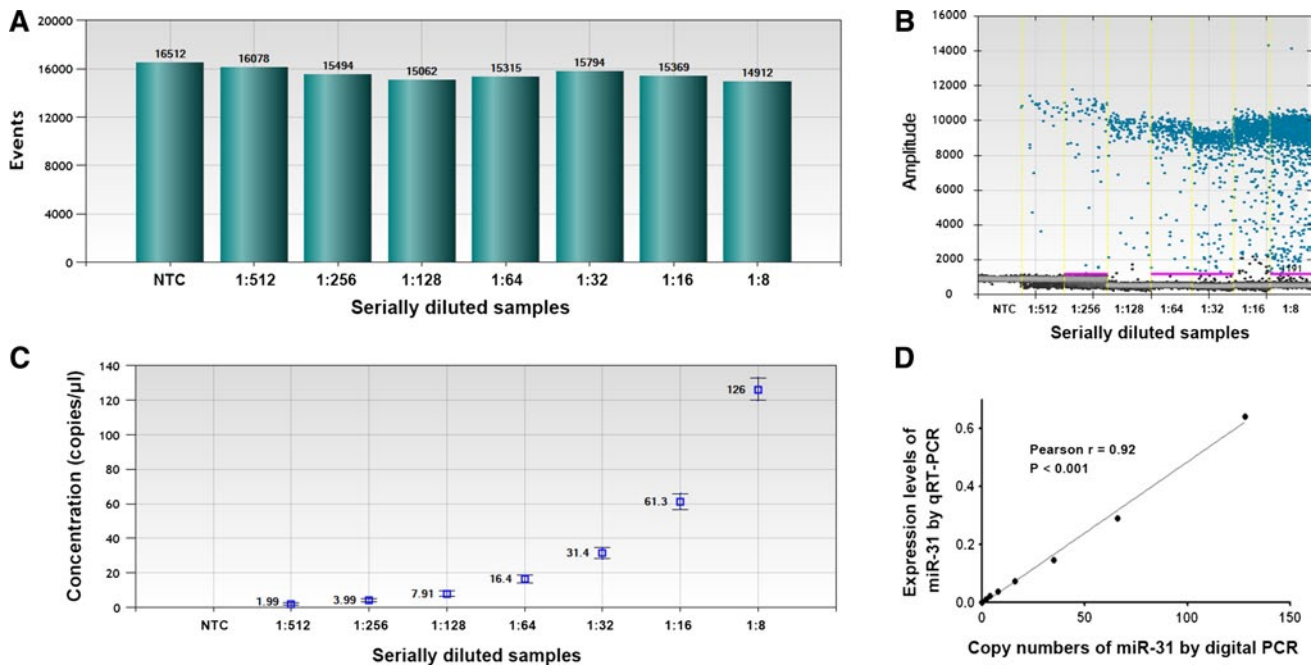 A
Events
20000
16000
12000
8000
4000
0
16512
16078
15494
15062
15315
15794
15369
14912
NTC 1:512 1:256 1:128 1:64 1:32 1:16 1:8
Serially diluted samples
B
Amplitude
16000
14000
12000
10000
8000
6000
4000
2000
0
NTC 1:512 1:256 1:128 1:64 1:32 1:16 1:8
Serially diluted samples
C
Concentration (copies/µl)
140
120
100
80
60
40
20
0
1.99
3.99
7.91
16.4
31.4
61.3
126
NTC 1:512 1:256 1:128 1:64 1:32 1:16 1:8
Serially diluted samples
D
Expression levels of
miR-31 by qRT-PCR
0.6
0.4
0.2
0.0
Pearson r = 0.92
P < 0.001
0 50 100 150
Copy numbers of miR-31 by digital PCR